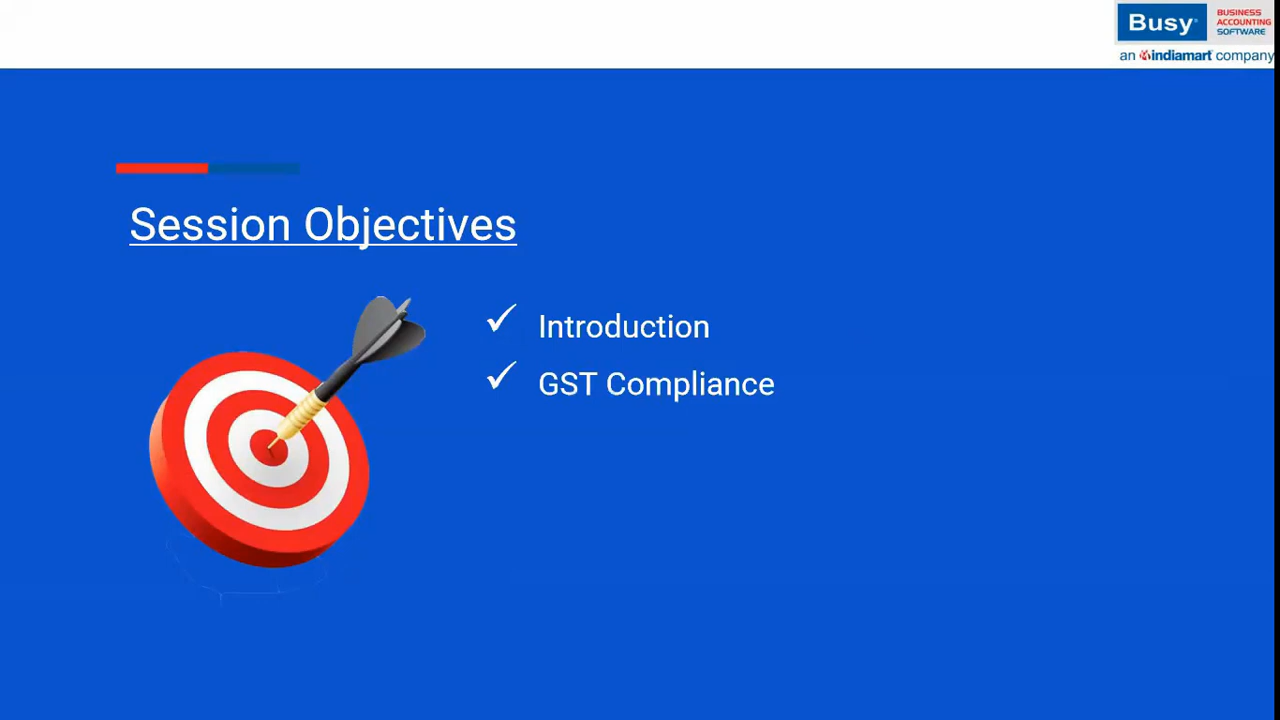 Busy
BUSINESS
ACCOUNTING
SOFTWARE
an indiamart company
Session Objectives
Introduction
GST Compliance